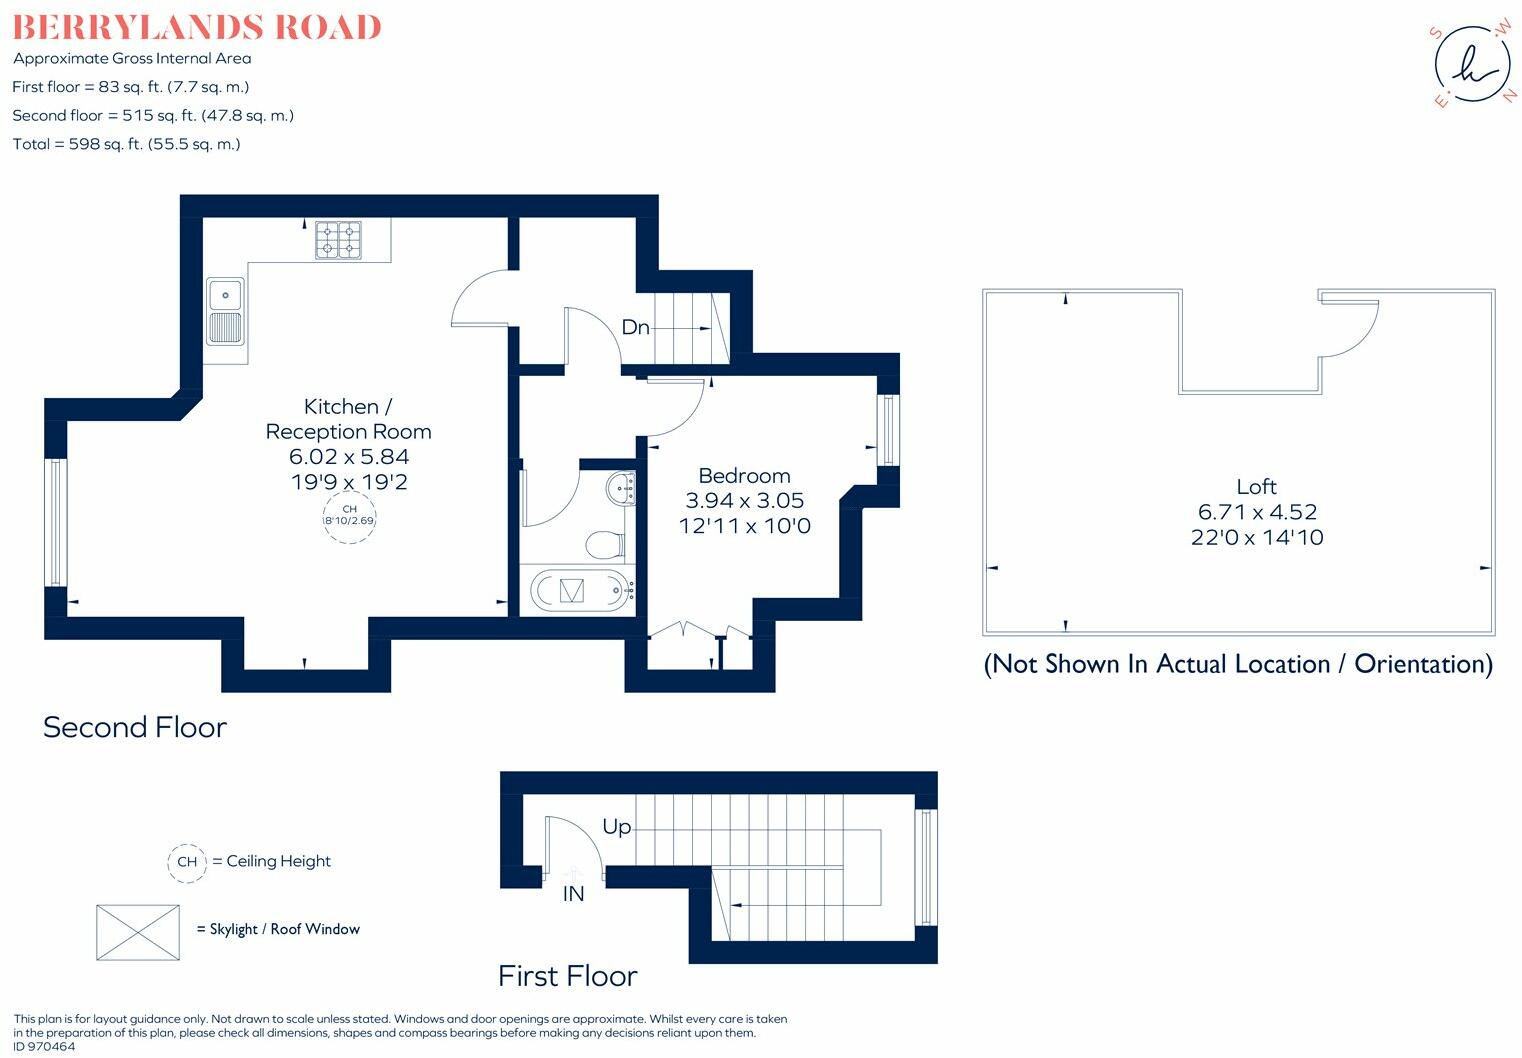 BERRYLANDS ROAD
Approximate Gross Internal Area
First floor = 83 sq. ft. (7.7 sq. m.)
Second floor = 515 sq. ft. (47.8 sq. m.)
Total = 598 sq. ft. (55.5 sq. m.)
S
W
E
N
h
Dn
Kitchen /
Reception Room
6.02 x 5.84
19'9 x 19'2
CH
8'10/2.69
Bedroom
3.94 x 3.05
12'11 x 10'0
Loft
6.71 x 4.52
22'0 x 14'10
(Not Shown In Actual Location / Orientation)
Second Floor
Up
IN
CH = Ceiling Height
= Skylight / Roof Window
First Floor
This plan is for layout guidance only. Not drawn to scale unless stated. Windows and door openings are approximate. Whilst every care is taken
in the preparation of this plan, please check all dimensions, shapes and compass bearings before making any decisions reliant upon them.
ID 970464